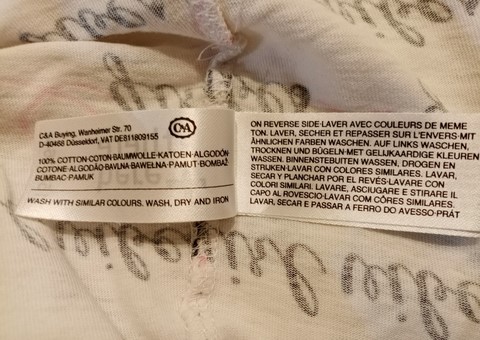 C&A Buying, Wanheimer Str. 70
D-40468 Düsseldorf, VAT DE811809155
C&A
100% COTTON-COTON-BAUMWOLLE-KATOEN-ALGODÓN
COTONE-ALGODÃO-BAVLNA-BAWEŁNA-PAMUT-BOMBAŽ
BUMBAC-PAMUK
WASH WITH SIMILAR COLOURS. WASH, DRY AND IRON
ON REVERSE SIDE-LAVER AVEC COULEURS DE MEME
TON. LAVER, SECHER ET REPASSER SUR L'ENVERS-MIT
ÄHNLICHEN FARBEN WASCHEN. AUF LINKS WASCHEN,
TROCKNEN UND BÜGELN-MET GELIJKAARDIGE KLEUREN
WASSEN. BINNENSTEBUITEN WASSEN, DROGEN EN
STRIJKEN-LAVAR CON COLORES SIMILARES. LAVAR,
SECAR Y PLANCHAR POR EL REVÉS-LAVARE CON
COLORI SIMILARI. LAVARE, ASCIUGARE E STIRARE IL
CAPO AL ROVESCIO-LAVAR COM CÔRES SIMILARES.
LAVAR, SECAR E PASSAR A FERRO DO AVESSO-PRÁT